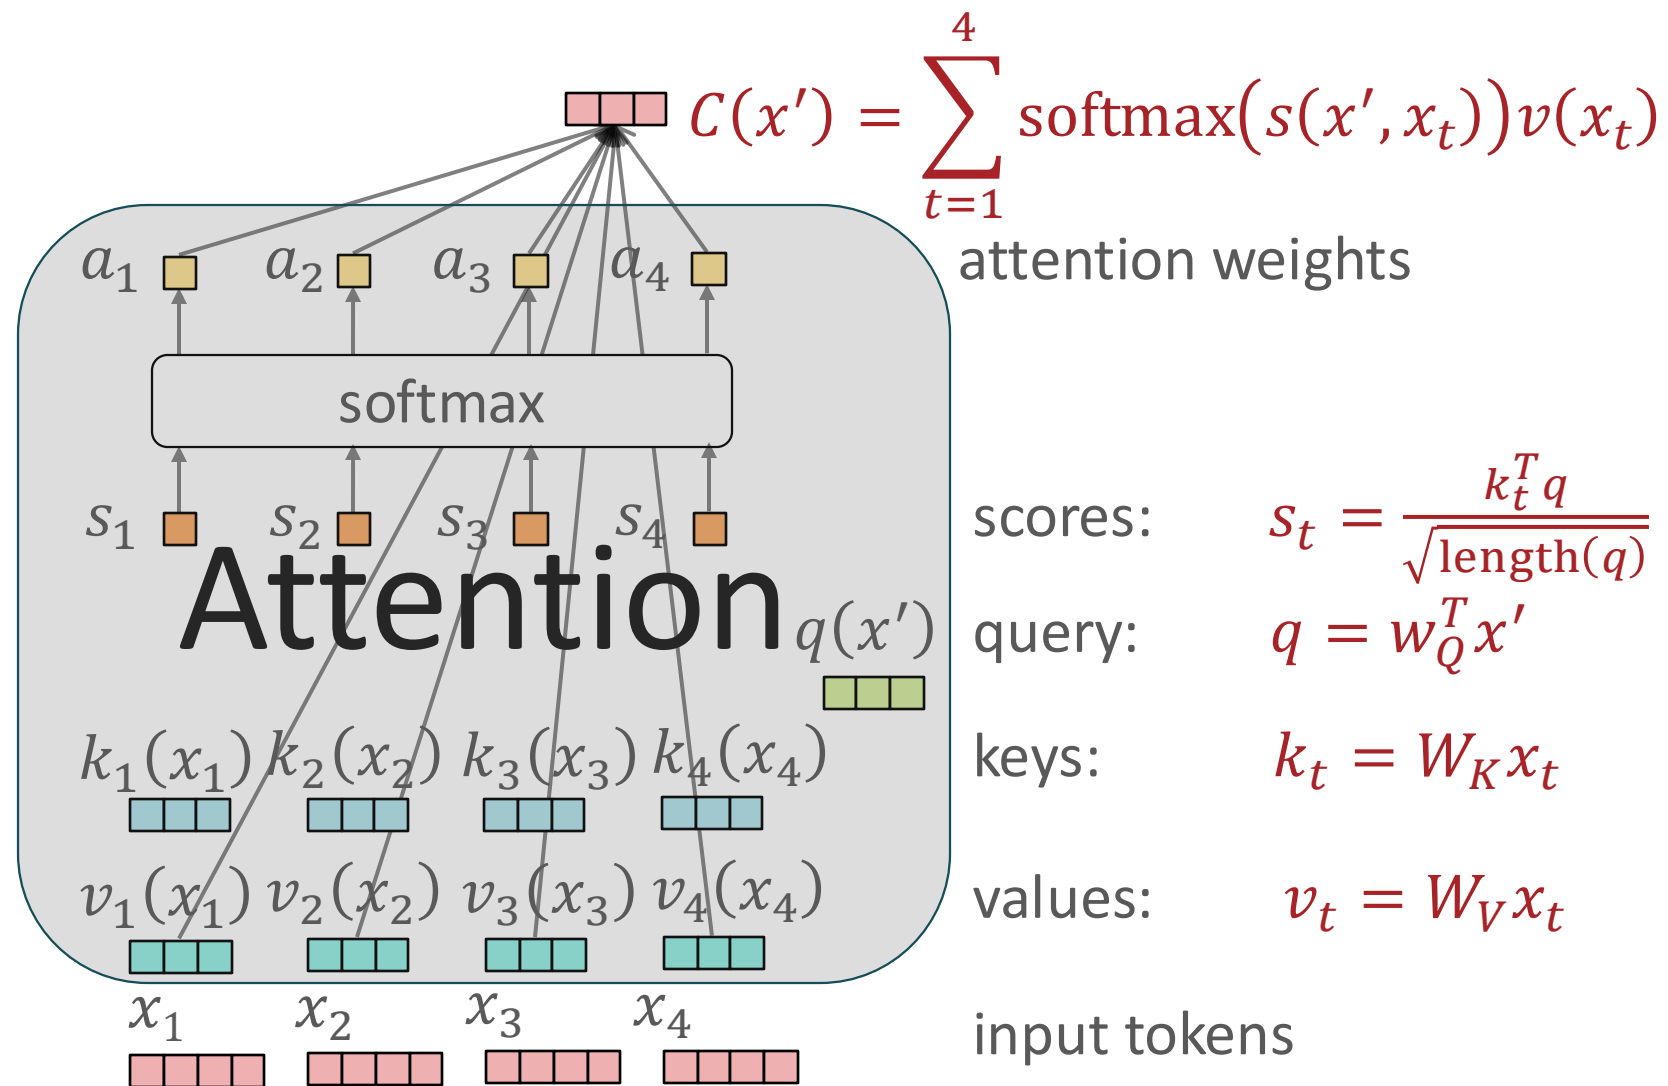 C(x′) = ∑_{t=1}^{4} softmax(s(x′, x_t))v(x_t)
a₁ a₂ a₃ a₄ attention weights
softmax
s₁ s₂ s₃ s₄ scores: s_t = k_t^T q / √length(q)
Attention
q(x′) query: q = w_Q^T x′
k₁(x₁) k₂(x₂) k₃(x₃) k₄(x₄) keys: k_t = W_K x_t
v₁(x₁) v₂(x₂) v₃(x₃) v₄(x₄) values: v_t = W_V x_t
x₁ x₂ x₃ x₄ input tokens